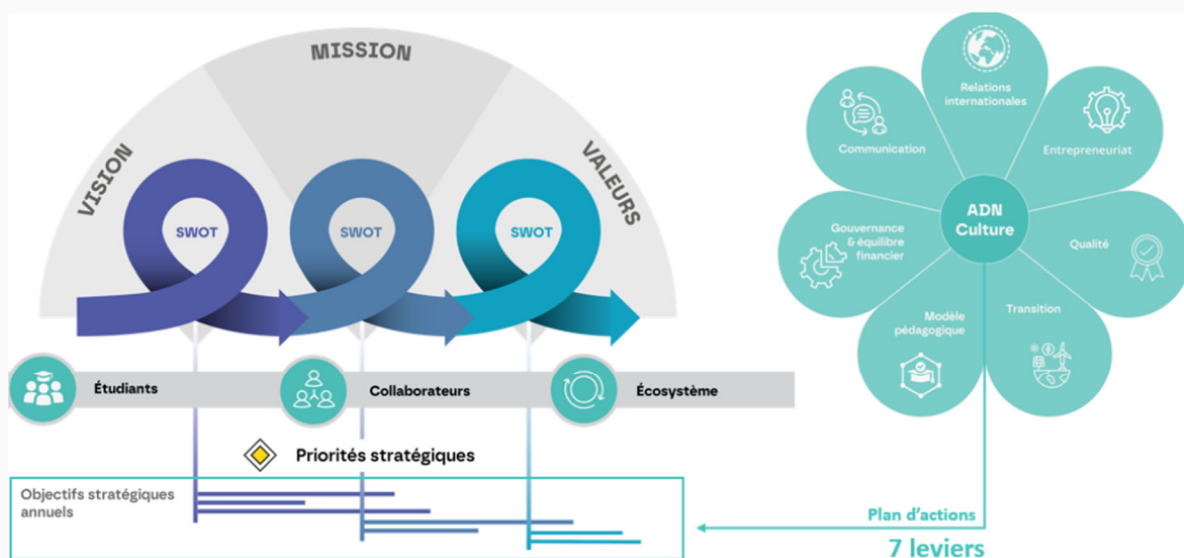 MISSION
VISION
VALEURS
SWOT
SWOT
SWOT
Étudiants
Collaborateurs
Écosystème
Priorités stratégiques
Objectifs stratégiques
annuels
Relations
internationales
Communication
Entrepreneuriat
ADN
Culture
Gouvernance
& équilibre
financier
Qualité
Modèle
pédagogique
Transition
Plan d'actions
7 leviers